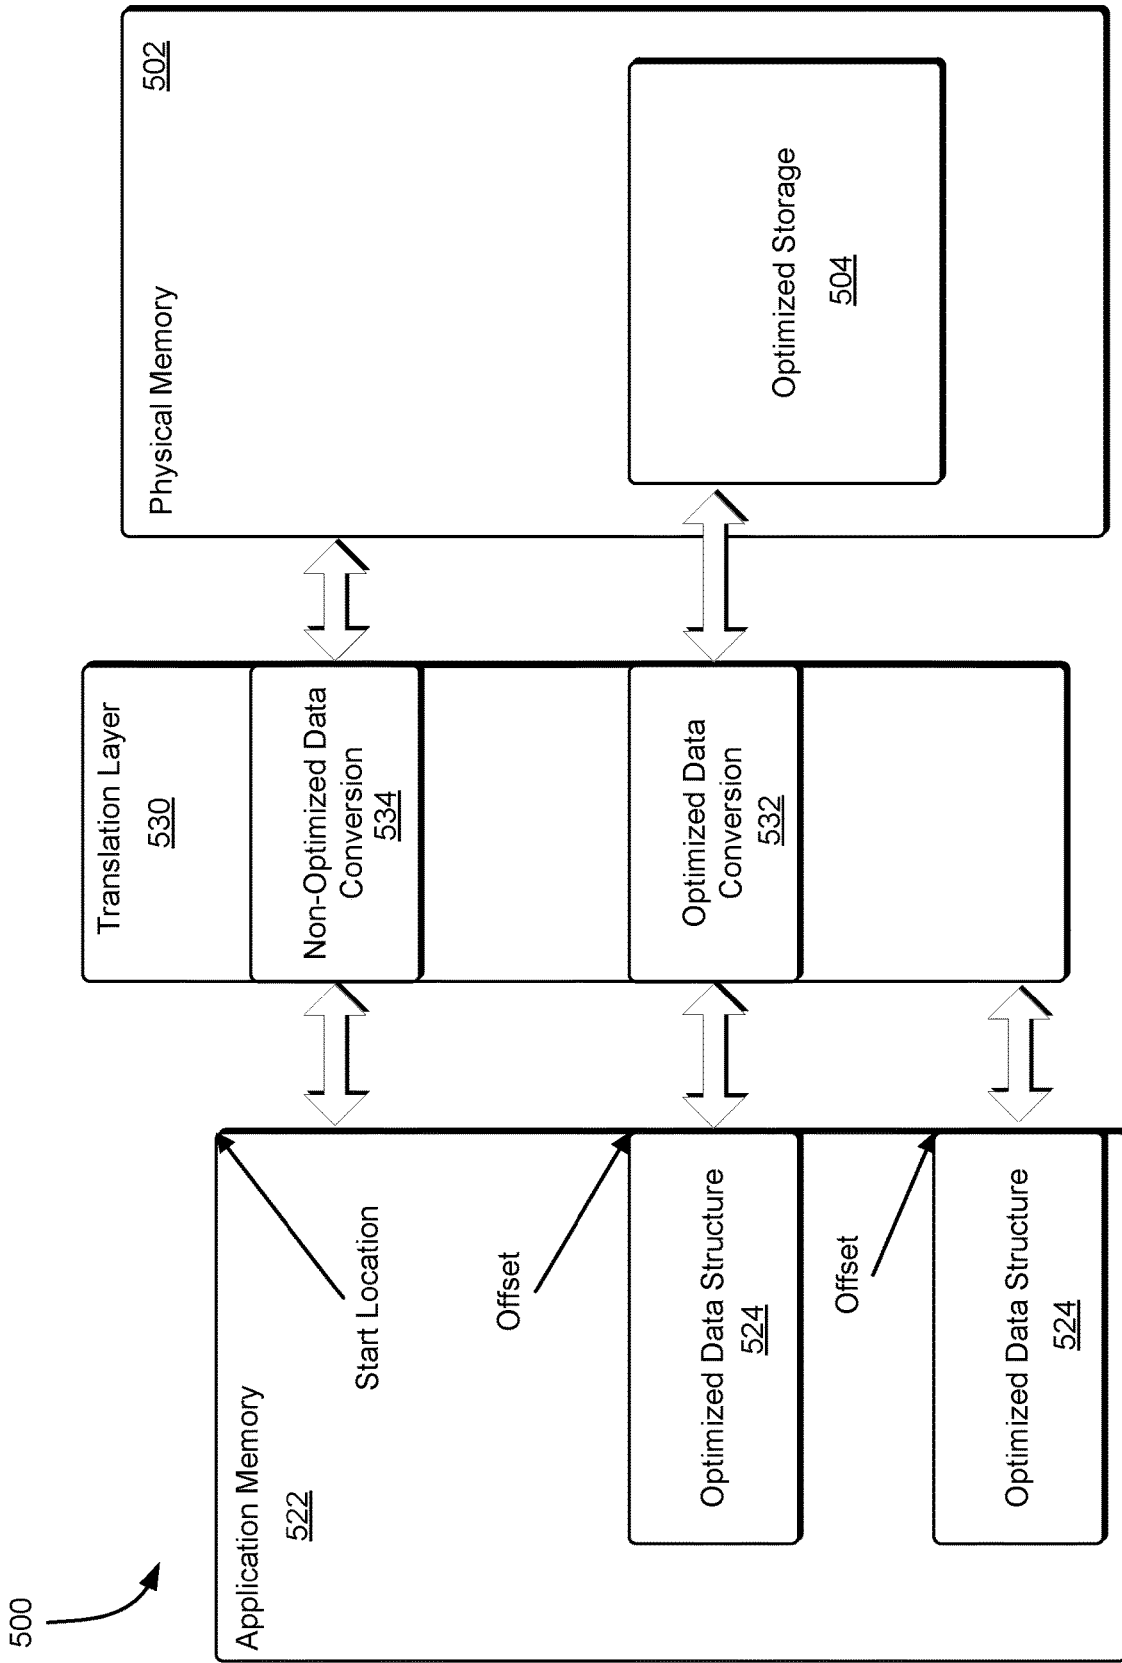 500
Application Memory
522
Start Location
Offset
Optimized Data Structure
524
Offset
Optimized Data Structure
524
Translation Layer
530
Non-Optimized Data
Conversion
534
Optimized Data
Conversion
532
Physical Memory
502
Optimized Storage
504